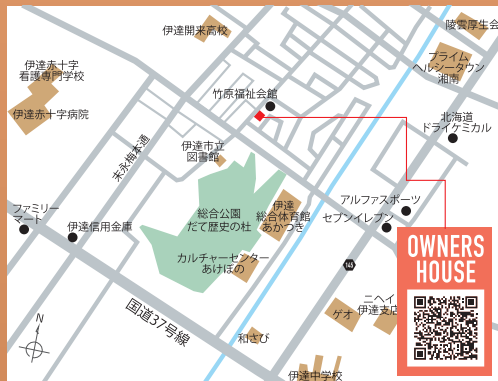 伊達開来高校
陵雲厚生会
プライム
ヘルシータウン
湘南
伊達赤十字
看護専門学校
伊達赤十字病院
竹原福祉会館
北海道
ドライケミカル
末永梅本通
伊達市立
図書館
ファミリー
マート
伊達信用金庫
総合公園
だて歴史の杜
伊達
総合体育館
あかつき
アルファスポーツ
セブンイレブン
カルチャーセンター
あけぼの
145
OWNERS
HOUSE
N
国道37号線
和さび
ゲオ
ニヘイ
伊達支店
伊達中学校